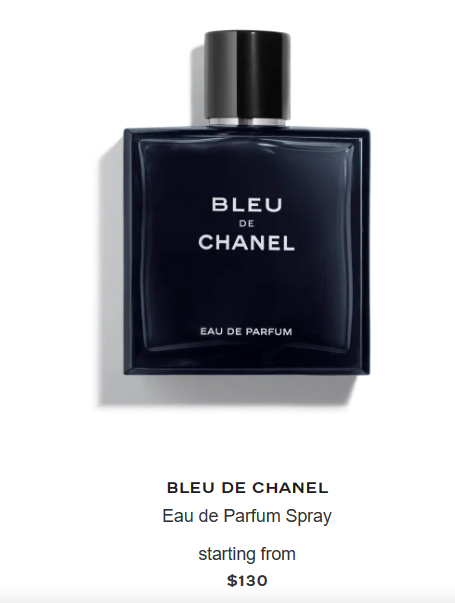 BLEU
DE
CHANEL
EAU DE PARFUM
BLEU DE CHANEL
Eau de Parfum Spray
starting from
$130